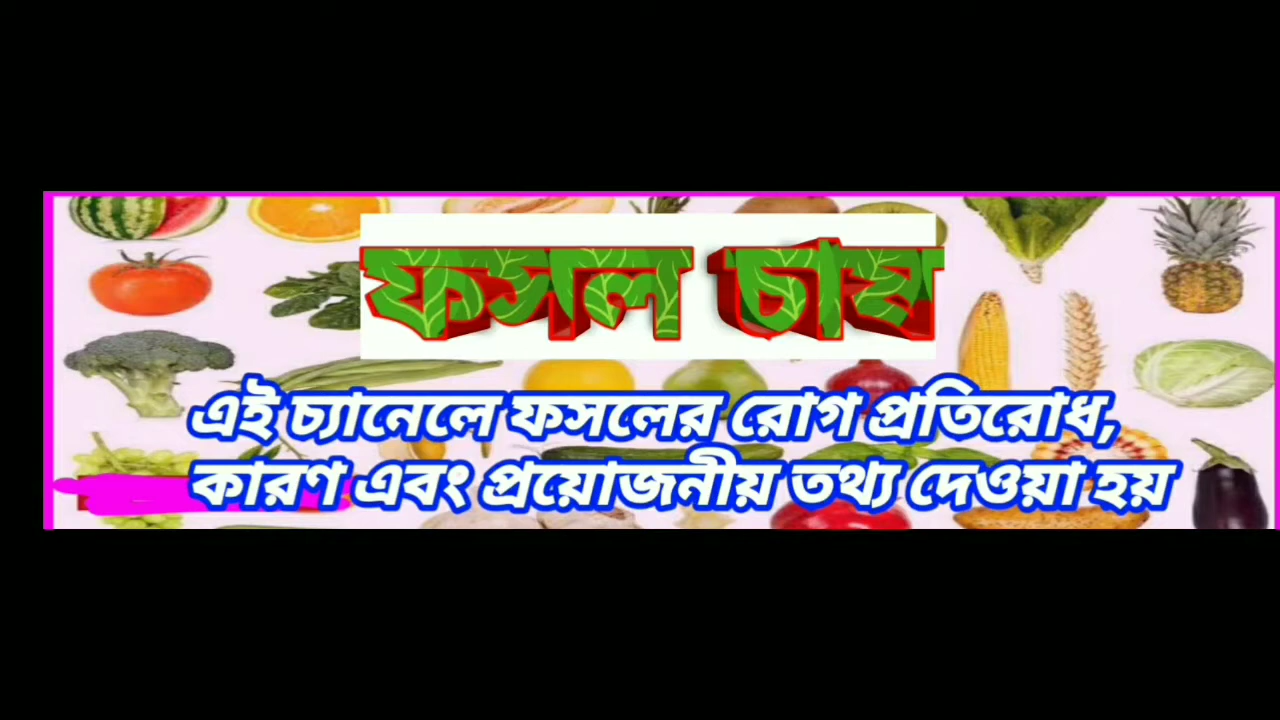 ফসল চাষ
এই চ্যানেলে ফসলের রোগ প্রতিরোধ,
কারণ এবং প্রয়োজনীয় তথ্য দেওয়া হয়